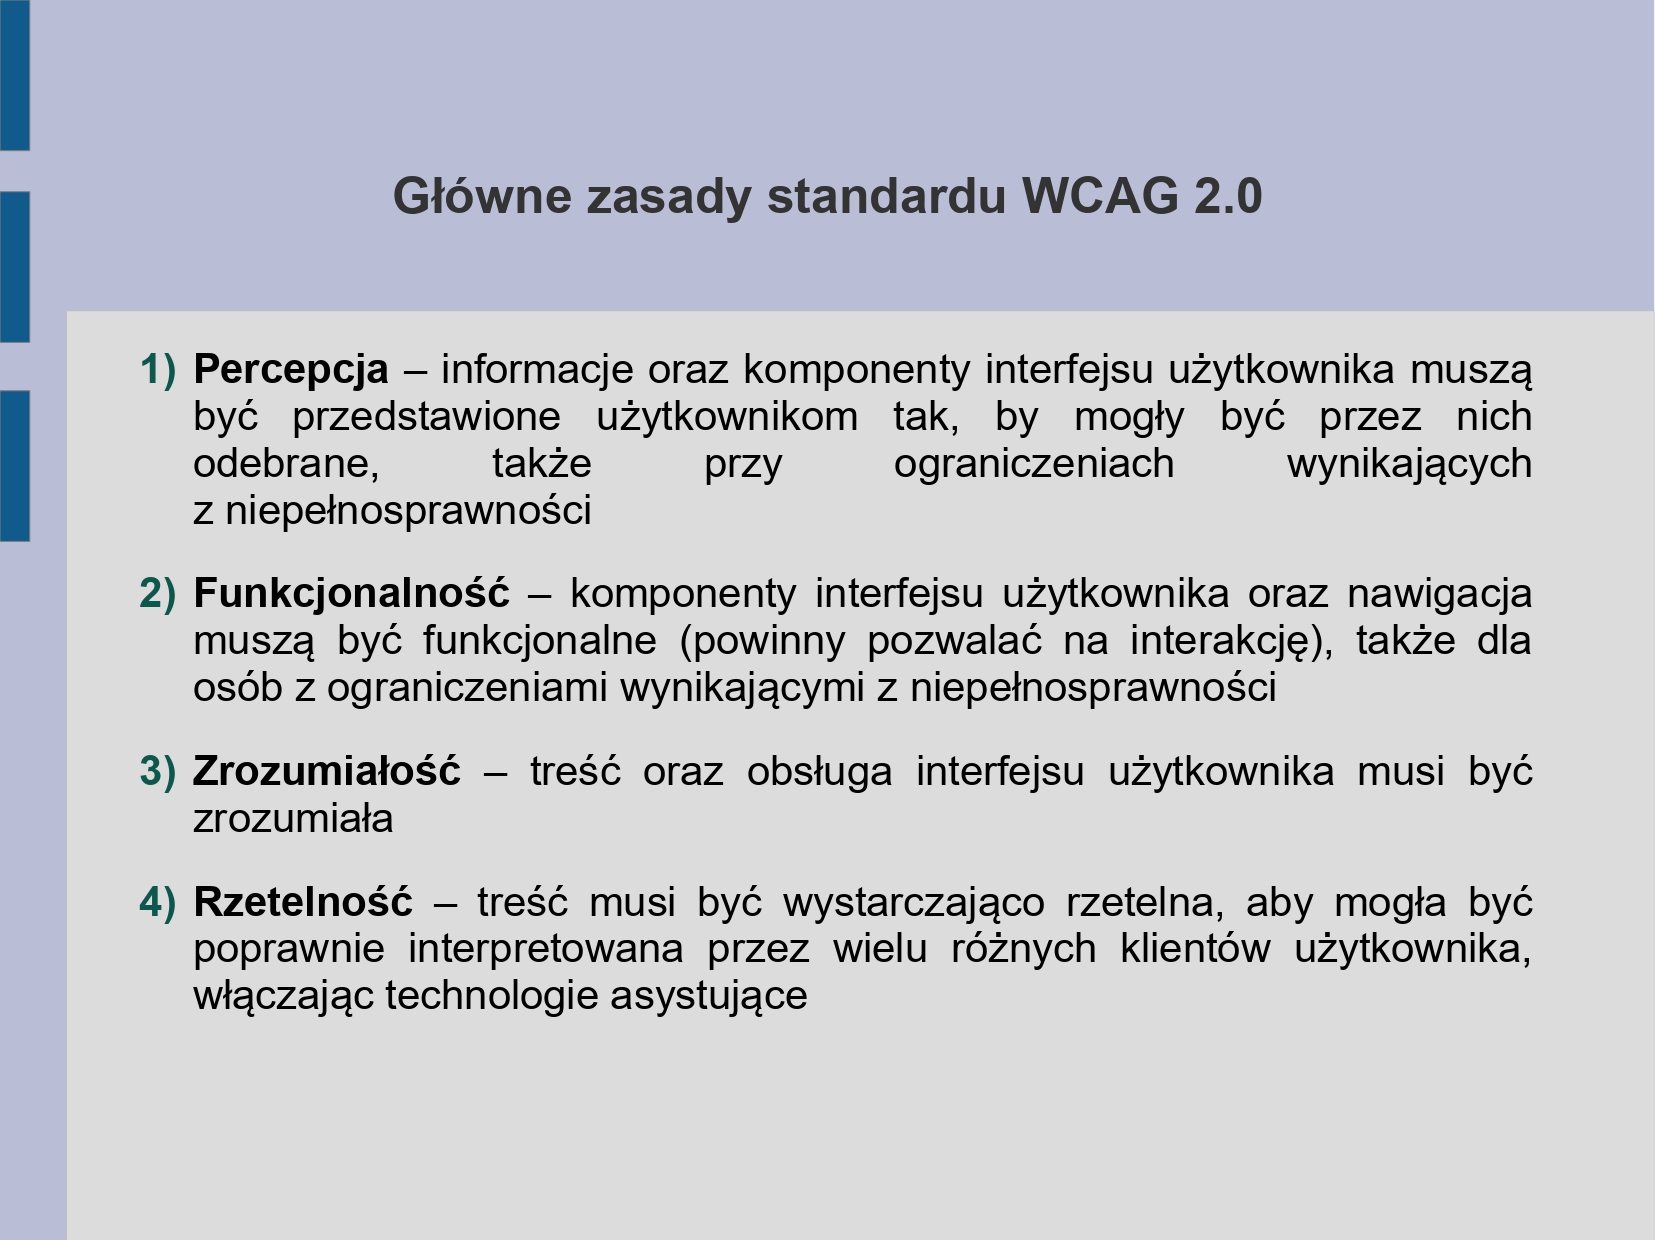 Główne zasady standardu WCAG 2.0
1) Percepcja – informacje oraz komponenty interfejsu użytkownika muszą
być przedstawione użytkownikom tak, by mogły być przez nich
odebrane, także przy ograniczeniach wynikających
z niepełnosprawności
2) Funkcjonalność – komponenty interfejsu użytkownika oraz nawigacja
muszą być funkcjonalne (powinny pozwalać na interakcję), także dla
osób z ograniczeniami wynikającymi z niepełnosprawności
3) Zrozumiałość – treść oraz obsługa interfejsu użytkownika musi być
zrozumiała
4) Rzetelność – treść musi być wystarczająco rzetelna, aby mogła być
poprawnie interpretowana przez wielu różnych klientów użytkownika,
włączając technologie asystujące